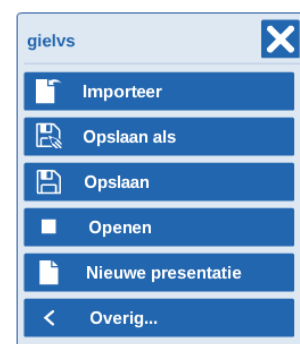 gielvs
Importeer
Opslaan als
Opslaan
Openen
Nieuwe presentatie
Overig...